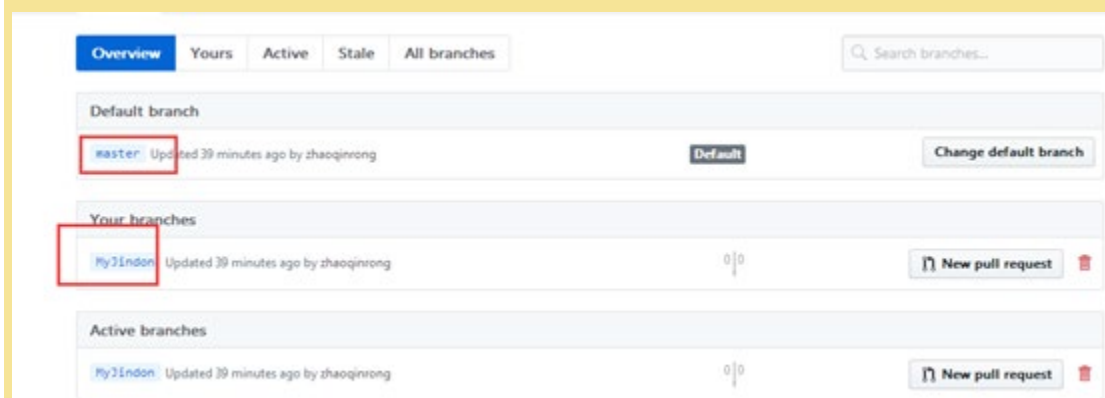 Overview Yours Active Stale All branches Search branches...
Default branch
master Updated 39 minutes ago by zhaoqinrong Default Change default branch
Your branches
MyJindon Updated 39 minutes ago by zhaoqinrong 0 0 New pull request
Active branches
MyJindon Updated 39 minutes ago by zhaoqinrong 0 0 New pull request